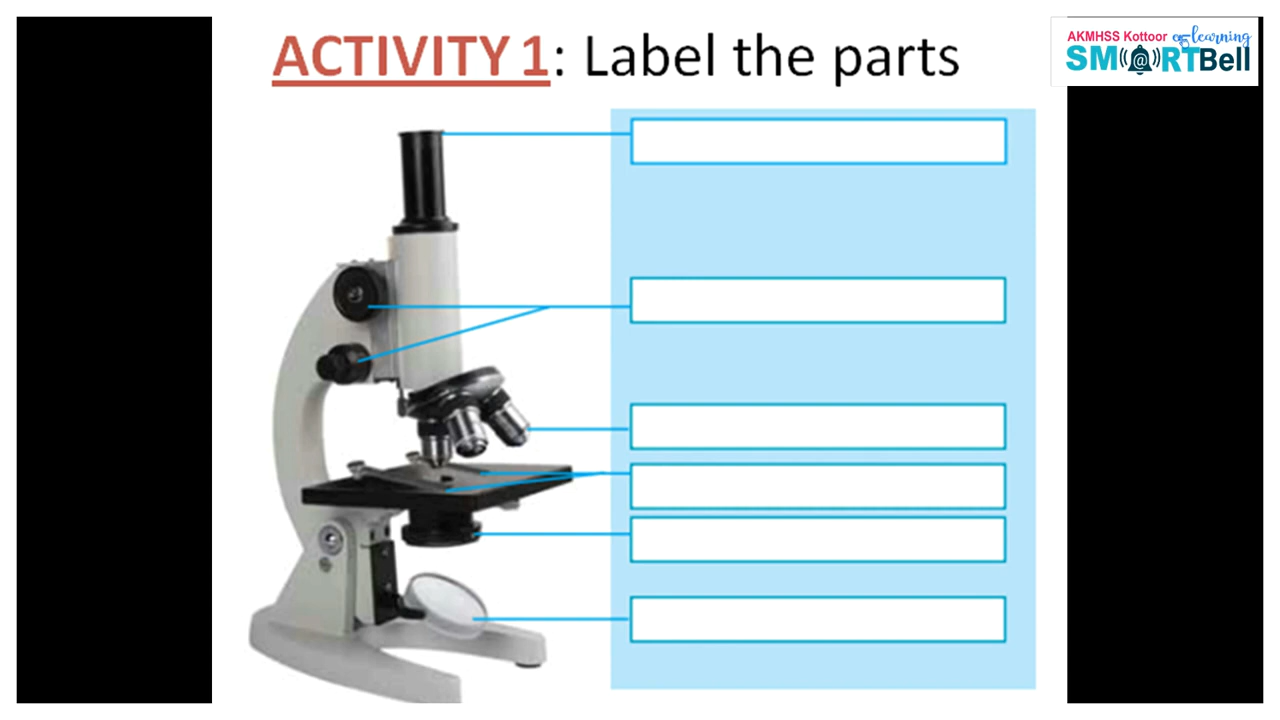 ACTIVITY 1: Label the parts
AKMHSS Kottoor e-learning
SM@RTBell